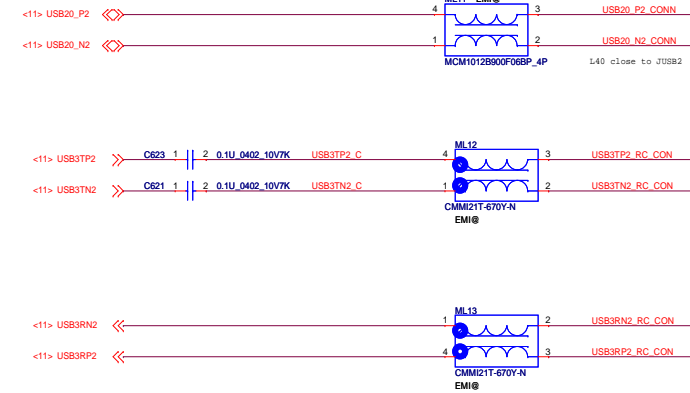 4 3
<11> USB20_P2 USB20_P2_CONN
1 2
<11> USB20_N2 USB20_N2_CONN
MCM1012B900F06BP_4P L40 close to JUSB2
ML12
<11> USB3TP2 C623 1 2 0.1U_0402_10V7K USB3TP2_C 4 3 USB3TP2_RC_CON
<11> USB3TN2 C621 1 2 0.1U_0402_10V7K USB3TN2_C 1 2 USB3TN2_RC_CON
CMMI21T-670Y-N
EMI@
ML13
<11> USB3RN2 1 2 USB3RN2_RC_CON
<11> USB3RP2 4 3 USB3RP2_RC_CON
CMMI21T-670Y-N
EMI@